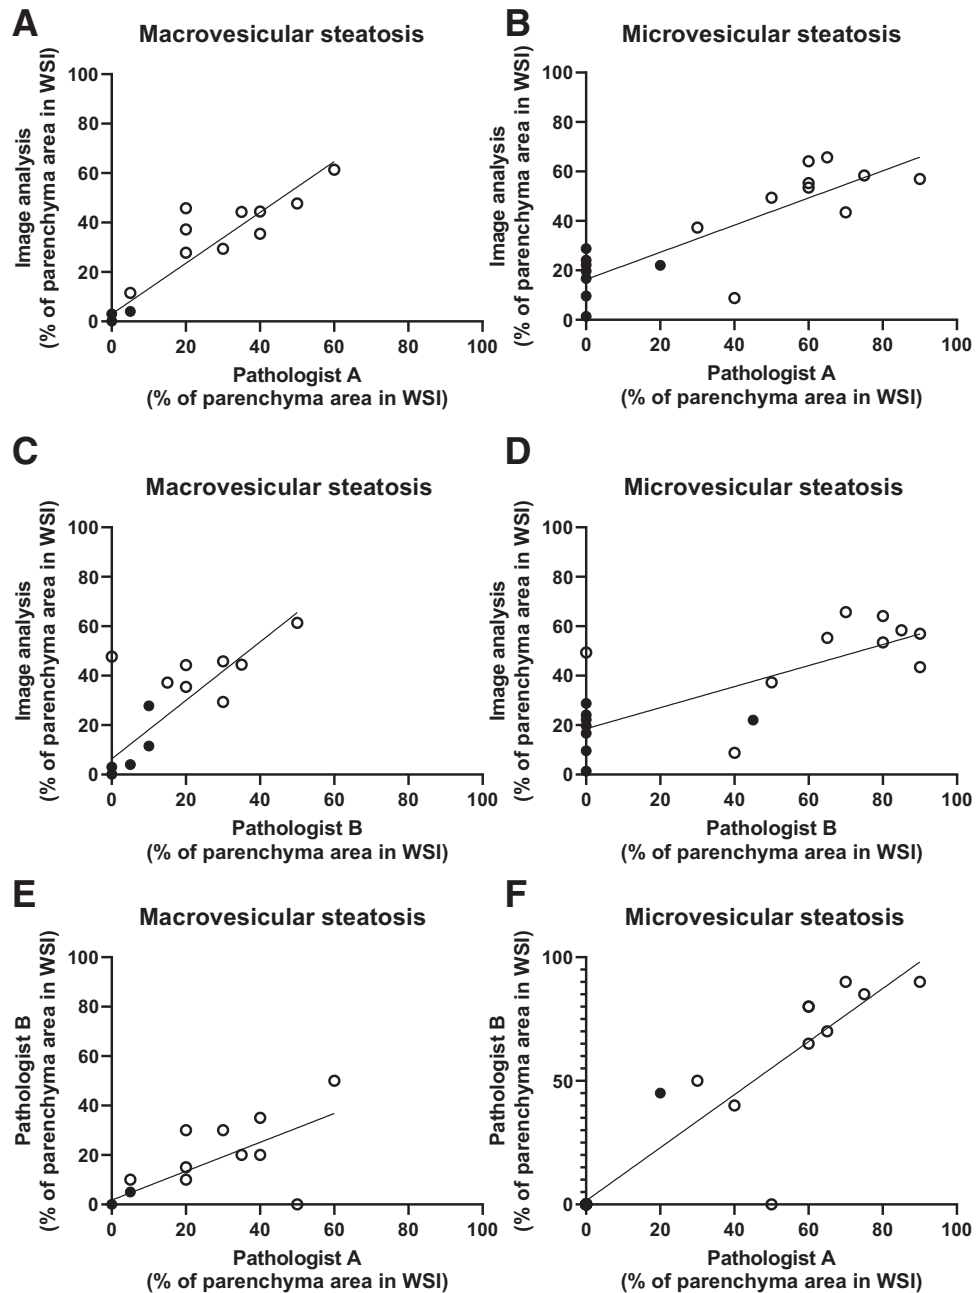 A
Macrovesicular steatosis
Image analysis
(% of parenchyma area in WSI)
100
80
60
40
20
0
0 20 40 60 80 100
Pathologist A
(% of parenchyma area in WSI)
B
Microvesicular steatosis
Image analysis
(% of parenchyma area in WSI)
100
80
60
40
20
0
0 20 40 60 80 100
Pathologist A
(% of parenchyma area in WSI)
C
Macrovesicular steatosis
Image analysis
(% of parenchyma area in WSI)
100
80
60
40
20
0
0 20 40 60 80 100
Pathologist B
(% of parenchyma area in WSI)
D
Microvesicular steatosis
Image analysis
(% of parenchyma area in WSI)
100
80
60
40
20
0
0 20 40 60 80 100
Pathologist B
(% of parenchyma area in WSI)
E
Macrovesicular steatosis
Pathologist B
(% of parenchyma area in WSI)
100
80
60
40
20
0
0 20 40 60 80 100
Pathologist A
(% of parenchyma area in WSI)
F
Microvesicular steatosis
Pathologist B
(% of parenchyma area in WSI)
100
50
0
0 20 40 60 80 100
Pathologist A
(% of parenchyma area in WSI)